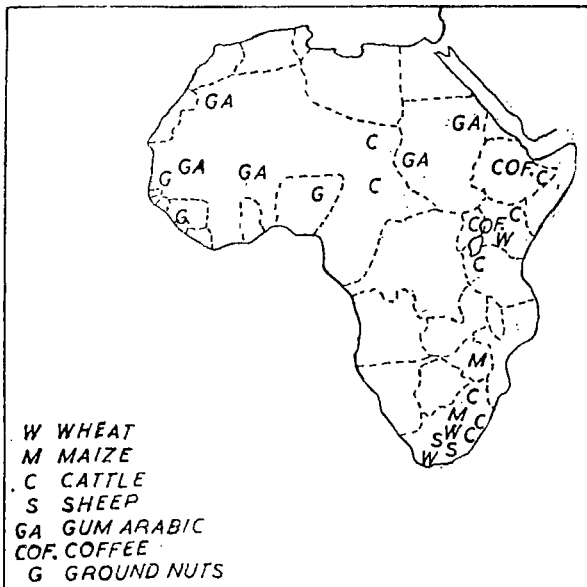 GA
GA
C
GA
COF.
GA
GA
C
G
C
G
C
G
COF.
W
C
M
C
M
C
W
S
C
S
W
W WHEAT
M MAIZE
C CATTLE
S SHEEP
GA GUM ARABIC
COF. COFFEE
G GROUND NUTS